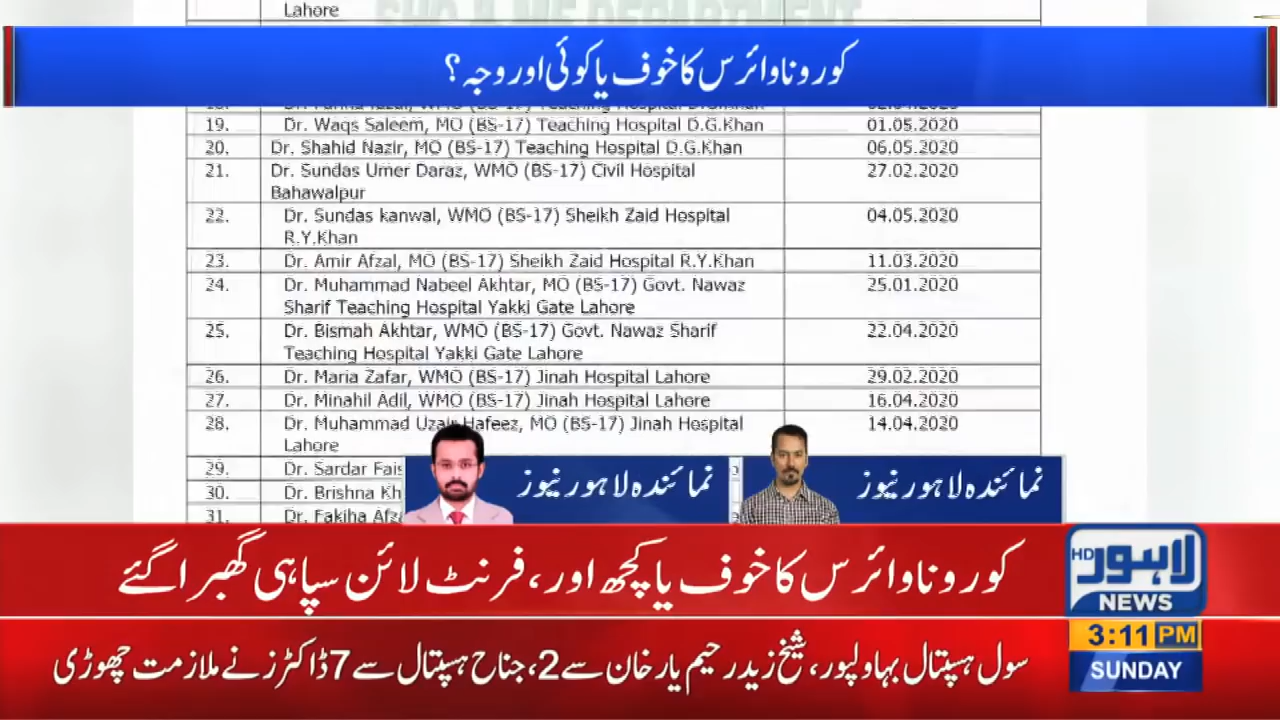 Lahore
کورونا وائرس کا خوف یا کوئی اور وجہ؟
19. Dr. Waqs Saleem, MO (BS-17) Teaching Hospital D.G.Khan 01.05.2020
20. Dr. Shahid Nazir, MO (BS-17) Teaching Hospital D.G.Khan 06.05.2020
21. Dr. Sundas Umer Daraz, WMO (BS-17) Civil Hospital 27.02.2020
Bahawalpur
22. Dr. Sundas kanwal, WMO (BS-17) Sheikh Zaid Hospital 04.05.2020
R.Y.Khan
23. Dr. Amir Afzal, MO (BS-17) Sheikh Zaid Hospital R.Y.Khan 11.03.2020
24. Dr. Muhammad Nabeel Akhtar, MO (BS-17) Govt. Nawaz 25.01.2020
Sharif Teaching Hospital Yakki Gate Lahore
25. Dr. Bismah Akhtar, WMO (BS-17) Govt. Nawaz Sharif 22.04.2020
Teaching Hospital Yakki Gate Lahore
26. Dr. Maria Zafar, WMO (BS-17) Jinah Hospital Lahore 29.02.2020
27. Dr. Minahil Adil, WMO (BS-17) Jinah Hospital Lahore 16.04.2020
28. Dr. Muhammad Uzair Hafeez, MO (BS-17) Jinah Hospital 14.04.2020
Lahore
29. Dr. Sardar
30. Dr. Brishna
31. Dr. Fakiha
نمائندہ لاہور نیوز
نمائندہ لاہور نیوز
کورونا وائرس کا خوف یا کچھ اور، فرنٹ لائن سپاہی گھبرا گئے
لاہور HD
NEWS
3:11 PM
SUNDAY
سول ہسپتال بہاولپور، شیخ زید رحیم یار خان سے 2، جناح ہسپتال سے 7 ڈاکٹرز نے ملازمت چھوڑی